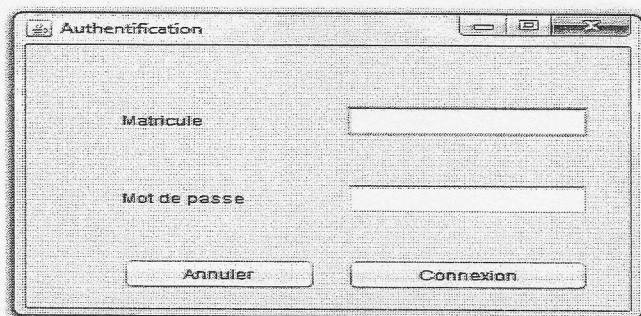 Authentification
Matricule
Mot de passe
Annuler
Connexion